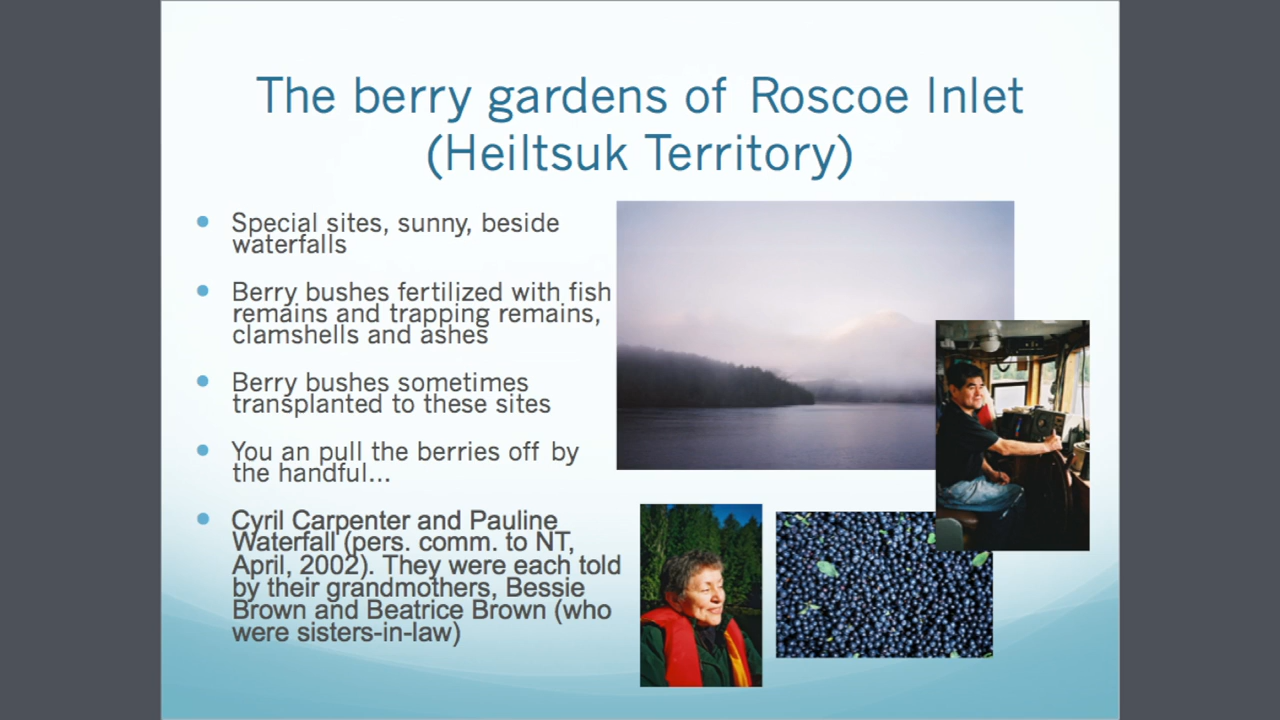 The berry gardens of Roscoe Inlet
(Heiltsuk Territory)
Special sites, sunny, beside
waterfalls
Berry bushes fertilized with fish
remains and trapping remains,
clamshells and ashes
Berry bushes sometimes
transplanted to these sites
You an pull the berries off by
the handful...
Cyril Carpenter and Pauline
Waterfall (pers. comm. to NT,
April, 2002). They were each told
by their grandmothers, Bessie
Brown and Beatrice Brown (who
were sisters-in-law)